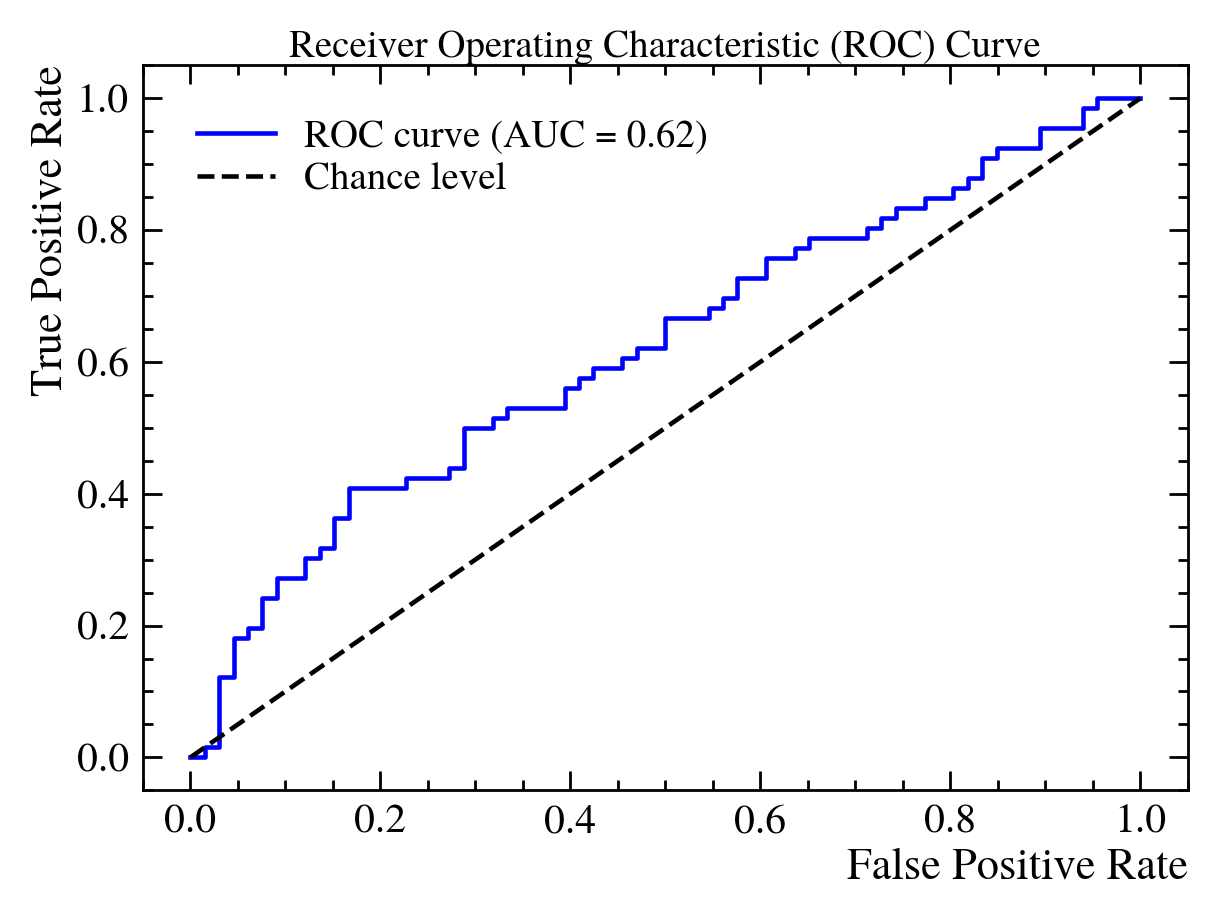 Receiver Operating Characteristic (ROC) Curve
True Positive Rate
1.0
0.8
0.6
0.4
0.2
0.0
ROC curve (AUC = 0.62)
Chance level
0.0 0.2 0.4 0.6 0.8 1.0
False Positive Rate